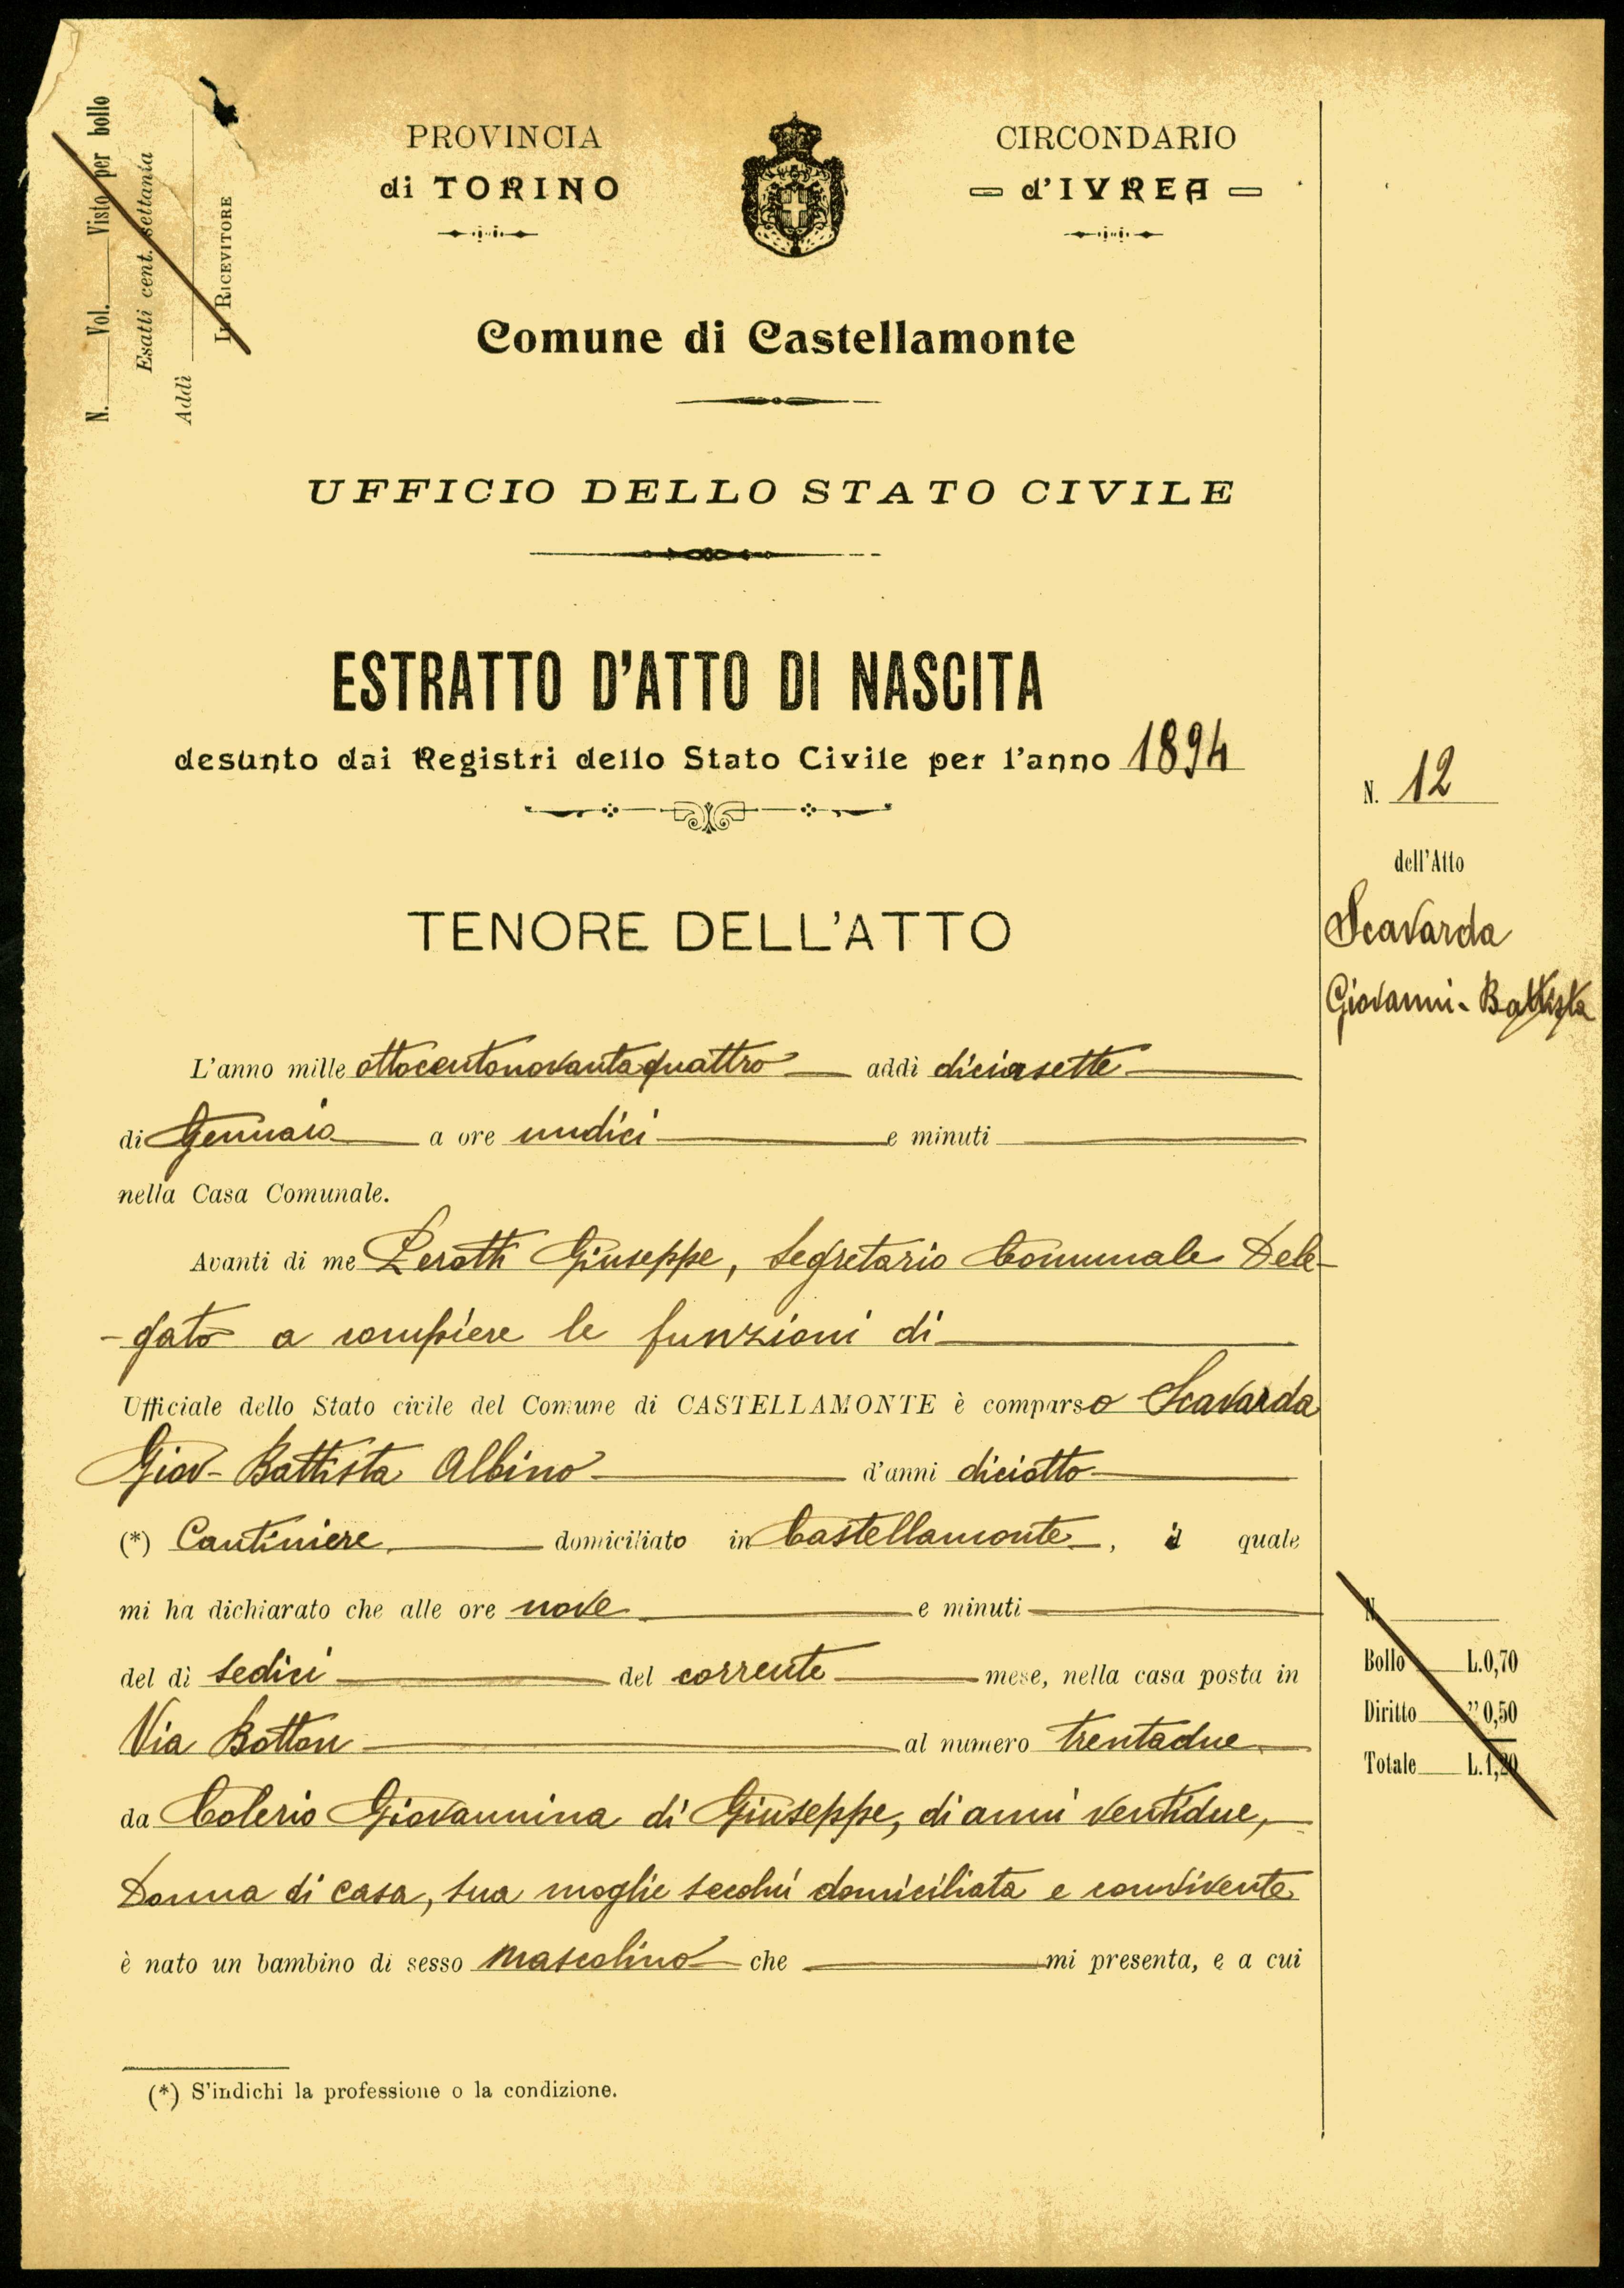 N. Vol. Visto per bollo
Esatti cent. settanta
Addì
IL RICEVITORE
PROVINCIA
di TORINO
CIRCONDARIO
d'IVREA
Comune di Castellamonte
UFFICIO DELLO STATO CIVILE
ESTRATTO D'ATTO DI NASCITA
desunto dai Registri dello Stato Civile per l'anno 1894
N. 12
dell'Atto
Scavarda
Giovanni-Battista
TENORE DELL'ATTO
L'anno mille ottocentonovantaquattro addì diciasette
di Gennaio a ore undici e minuti
nella Casa Comunale.
Avanti di me Perotti Giuseppe, Segretario Comunale Dele-
-gato a compiere le funzioni di
Ufficiale dello Stato civile del Comune di CASTELLAMONTE è comparso Scavarda
Giov- Battista Albino d'anni diciotto
(*) Cantiniere domiciliato in Castellamonte, il quale
mi ha dichiarato che alle ore nove e minuti
del dì sedici del corrente mese, nella casa posta in
Via Botton al numero trentadue
da Colerio Giovannina di Giuseppe, di anni ventidue,
Donna di casa, sua moglie secolui domiciliata e convivente
è nato un bambino di sesso mascolino che mi presenta, e a cui
N.
Bollo L.0,70
Diritto " 0,50
Totale L.1,20
(*) S'indichi la professione o la condizione.